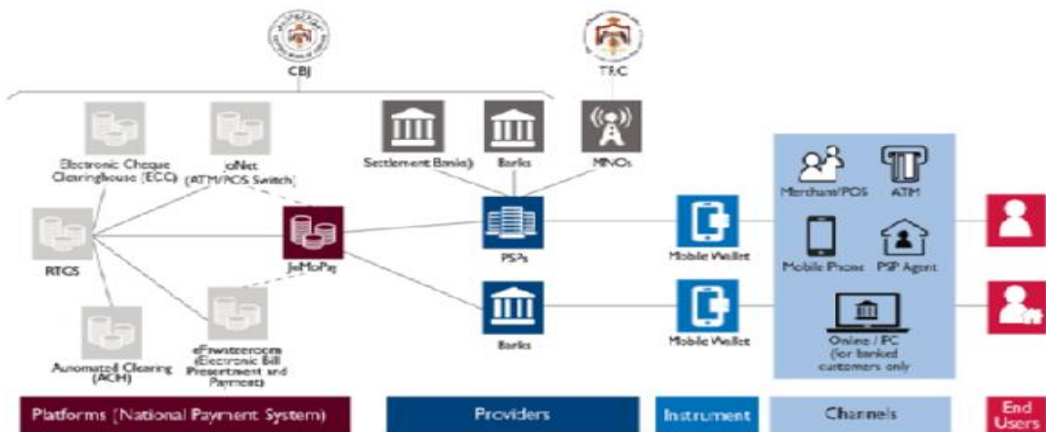 CBJ
TRC
Electronic Cheque
Clearinghouse (ECC)
JoNet
(ATM/POS Switch)
Settlement Banks)
Banks
MNOs
Merchant/POS
ATM
RTGS
JoMoPay
PSPs
Mobile Wallet
Mobile Phone
PSP Agent
Automated Clearing
(ACH)
(Electronic Bill
Presentment and
Payment)
Banks
Mobile Wallet
Online / PC
(for banked
customers only
Platforms (National Payment System)
Providers
Instrument
Channels
End
Users